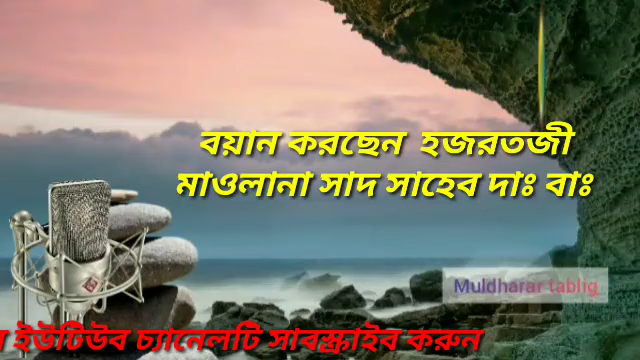 বয়ান করছেন হজরতজী
মাওলানা সাদ সাহেব দাঃ বাঃ
Muldharar tablig
ইউটিউব চ্যানেলটি সাবস্ক্রাইব করুন